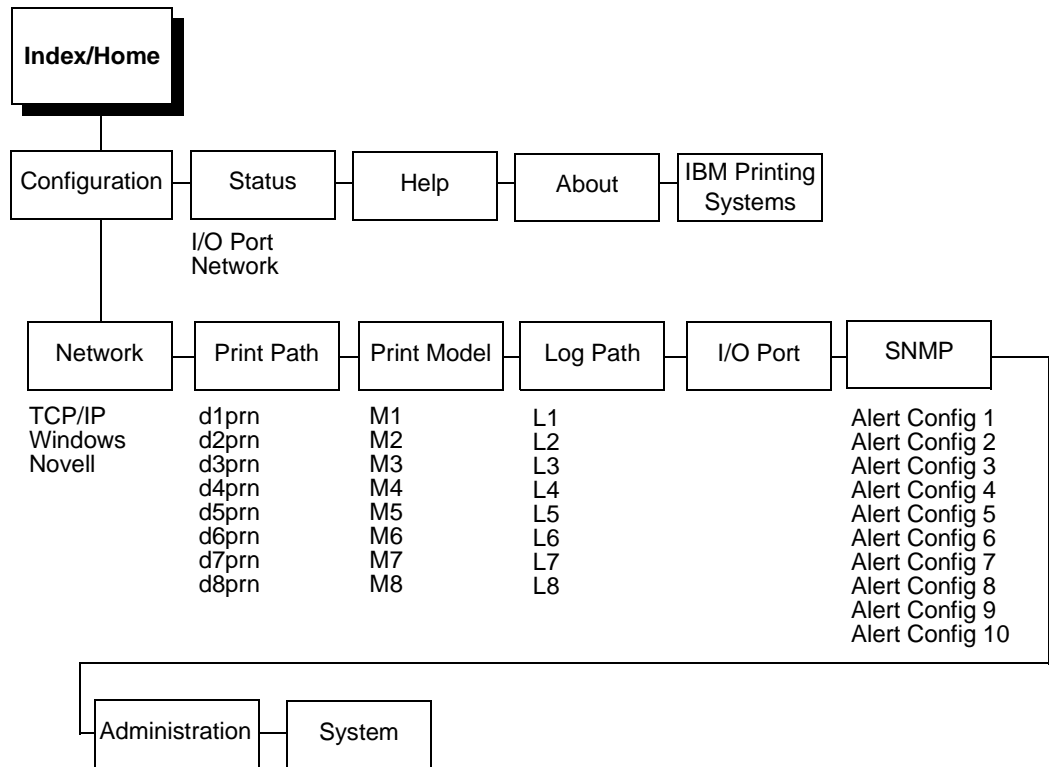 Index/Home
Configuration
Status
Help
About
IBM Printing
Systems
I/O Port
Network
Network
Print Path
Print Model
Log Path
I/O Port
SNMP
TCP/IP
Windows
Novell
d1prn
d2prn
d3prn
d4prn
d5prn
d6prn
d7prn
d8prn
M1
M2
M3
M4
M5
M6
M7
M8
L1
L2
L3
L4
L5
L6
L7
L8
Alert Config 1
Alert Config 2
Alert Config 3
Alert Config 4
Alert Config 5
Alert Config 6
Alert Config 7
Alert Config 8
Alert Config 9
Alert Config 10
Administration
System